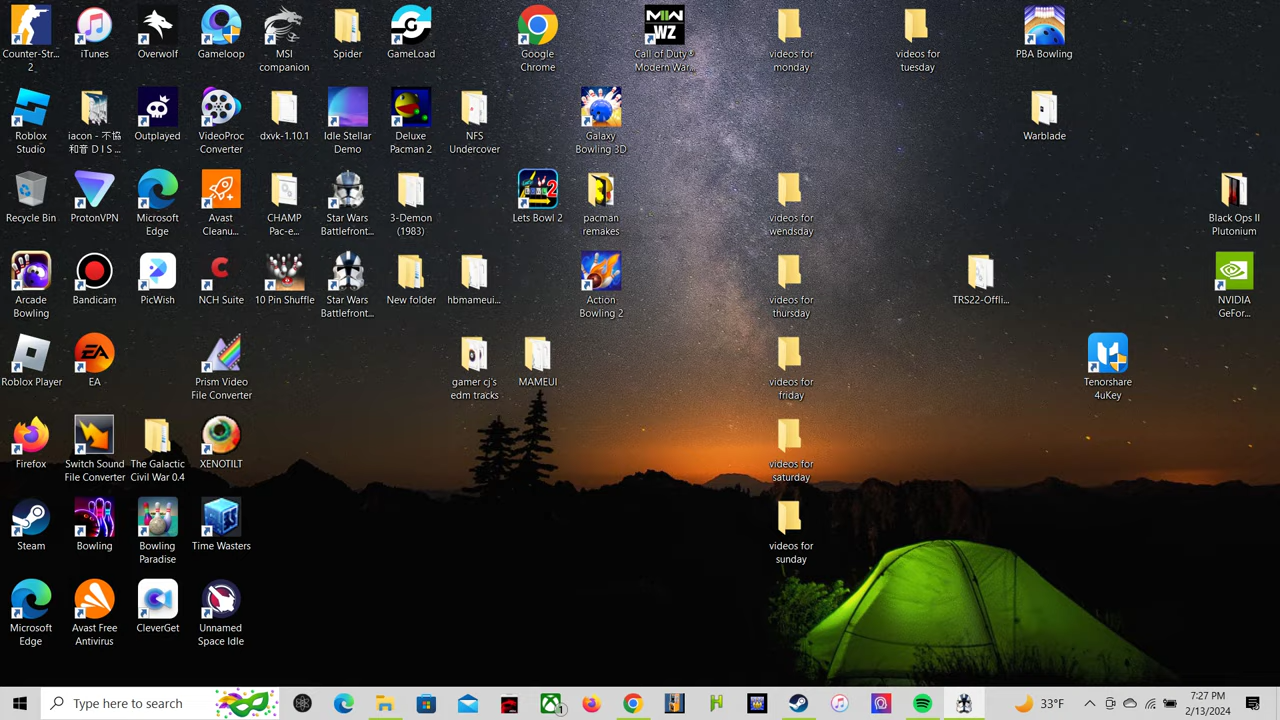 Counter-Str...
2
iTunes
Overwolf
Gameloop
MSI
companion
Spider
GameLoad
Google
Chrome
MW
WZ
Call of Duty®
Modern War...
videos for
monday
videos for
tuesday
PBA Bowling
Roblox
Studio
iacon - 不協
和音 D I S ...
Outplayed
VideoProc
Converter
dxvk-1.10.1
Idle Stellar
Demo
Deluxe
Pacman 2
NFS
Undercover
Galaxy
Bowling 3D
Warblade
Recycle Bin
ProtonVPN
Microsoft
Edge
Avast
Cleanu...
CHAMP
Pac-e...
Star Wars
Battlefront...
3-Demon
(1983)
Lets Bowl 2
pacman
remakes
videos for
wendsday
Black Ops II
Plutonium
Arcade
Bowling
Bandicam
PicWish
NCH Suite
10 Pin Shuffle
Star Wars
Battlefront...
New folder
hbmameui...
Action
Bowling 2
videos for
thursday
TRS22-Offli...
NVIDIA
GeFor...
Roblox Player
EA
EA
Prism Video
File Converter
gamer cj's
edm tracks
MAMEUI
videos for
friday
Tenorshare
4uKey
Firefox
Switch Sound
File Converter
The Galactic
Civil War 0.4
XENOTILT
videos for
saturday
Steam
Bowling
Bowling
Paradise
Time Wasters
videos for
sunday
Microsoft
Edge
Avast Free
Antivirus
CleverGet
Unnamed
Space Idle
Type here to search
33°F
7:27 PM
2/13/2024